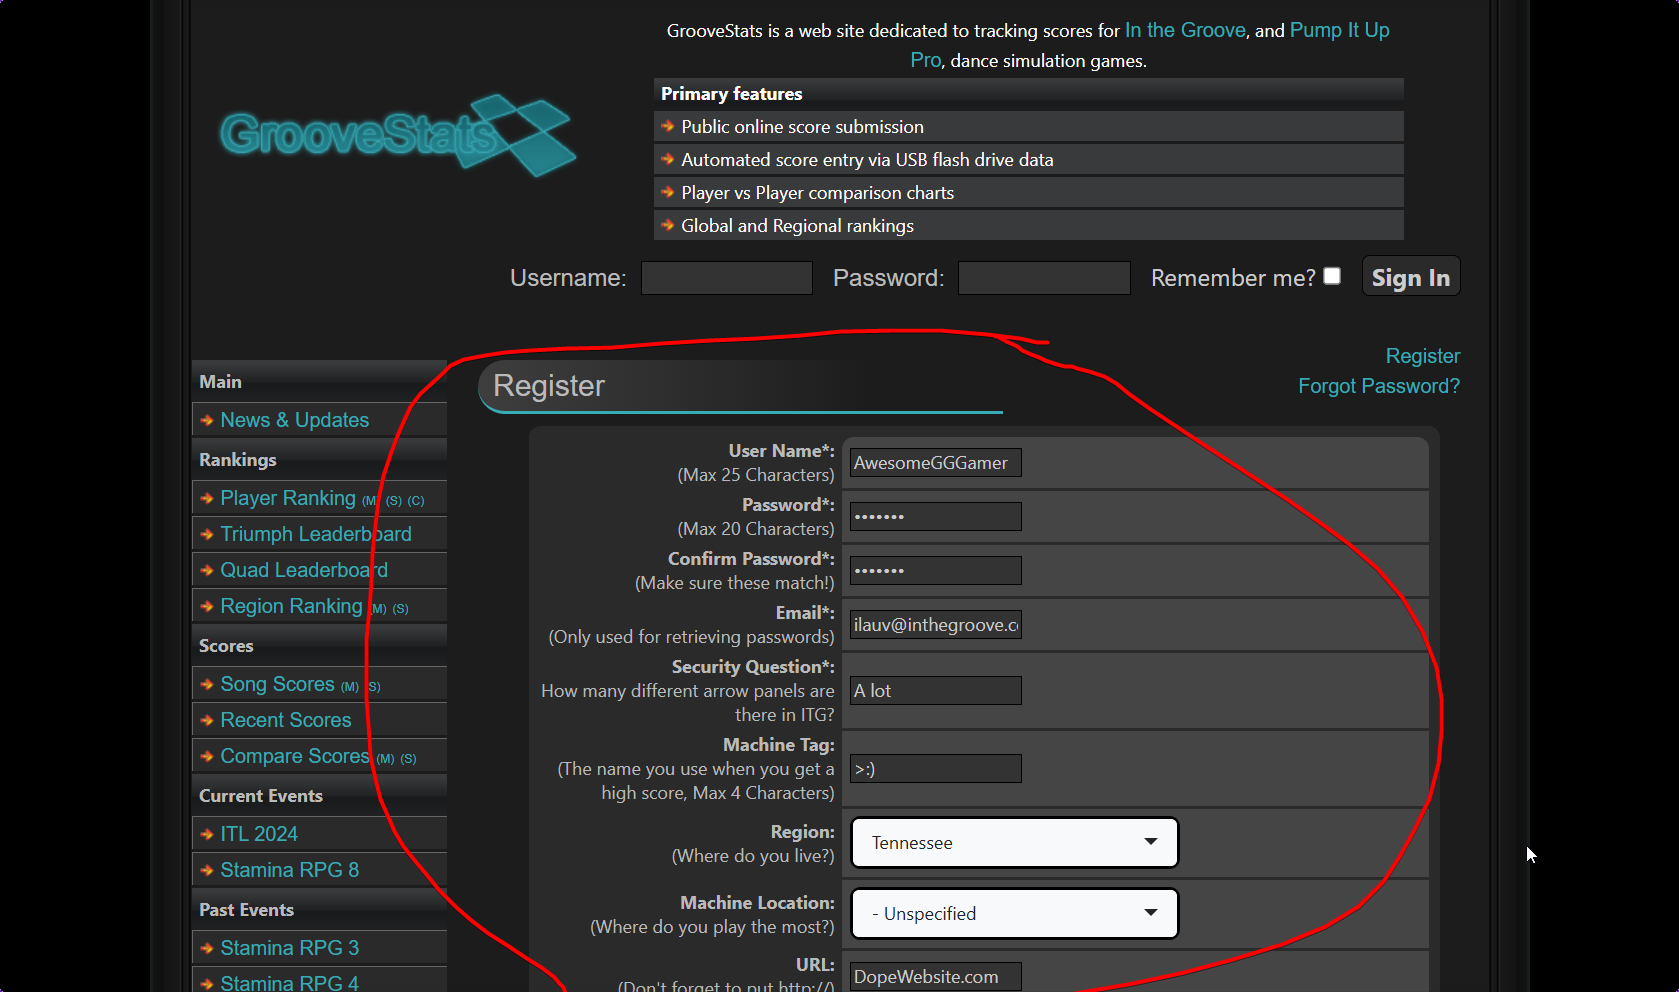 GrooveStats is a web site dedicated to tracking scores for In the Groove, and Pump It Up
Pro, dance simulation games.
GrooveStats
Primary features
Public online score submission
Automated score entry via USB flash drive data
Player vs Player comparison charts
Global and Regional rankings
Username:
Password:
Remember me?
Sign In
Register
Forgot Password?
Main
News & Updates
Rankings
Player Ranking (M) (S) (C)
Triumph Leaderboard
Quad Leaderboard
Region Ranking (M) (S)
Scores
Song Scores (M) (S)
Recent Scores
Compare Scores (M) (S)
Current Events
ITL 2024
Stamina RPG 8
Past Events
Stamina RPG 3
Stamina RPG 4
Register
User Name*:
(Max 25 Characters)
AwesomeGGGamer
Password*:
(Max 20 Characters)
•••••••
Confirm Password*:
(Make sure these match!)
•••••••
Email*:
(Only used for retrieving passwords)
ilauv@inthegroove.c
Security Question*:
How many different arrow panels are
there in ITG?
A lot
Machine Tag:
(The name you use when you get a
high score, Max 4 Characters)
>:)
Region:
(Where do you live?)
Tennessee
Machine Location:
(Where do you play the most?)
- Unspecified
URL:
(Don't forget to put http://)
DopeWebsite.com